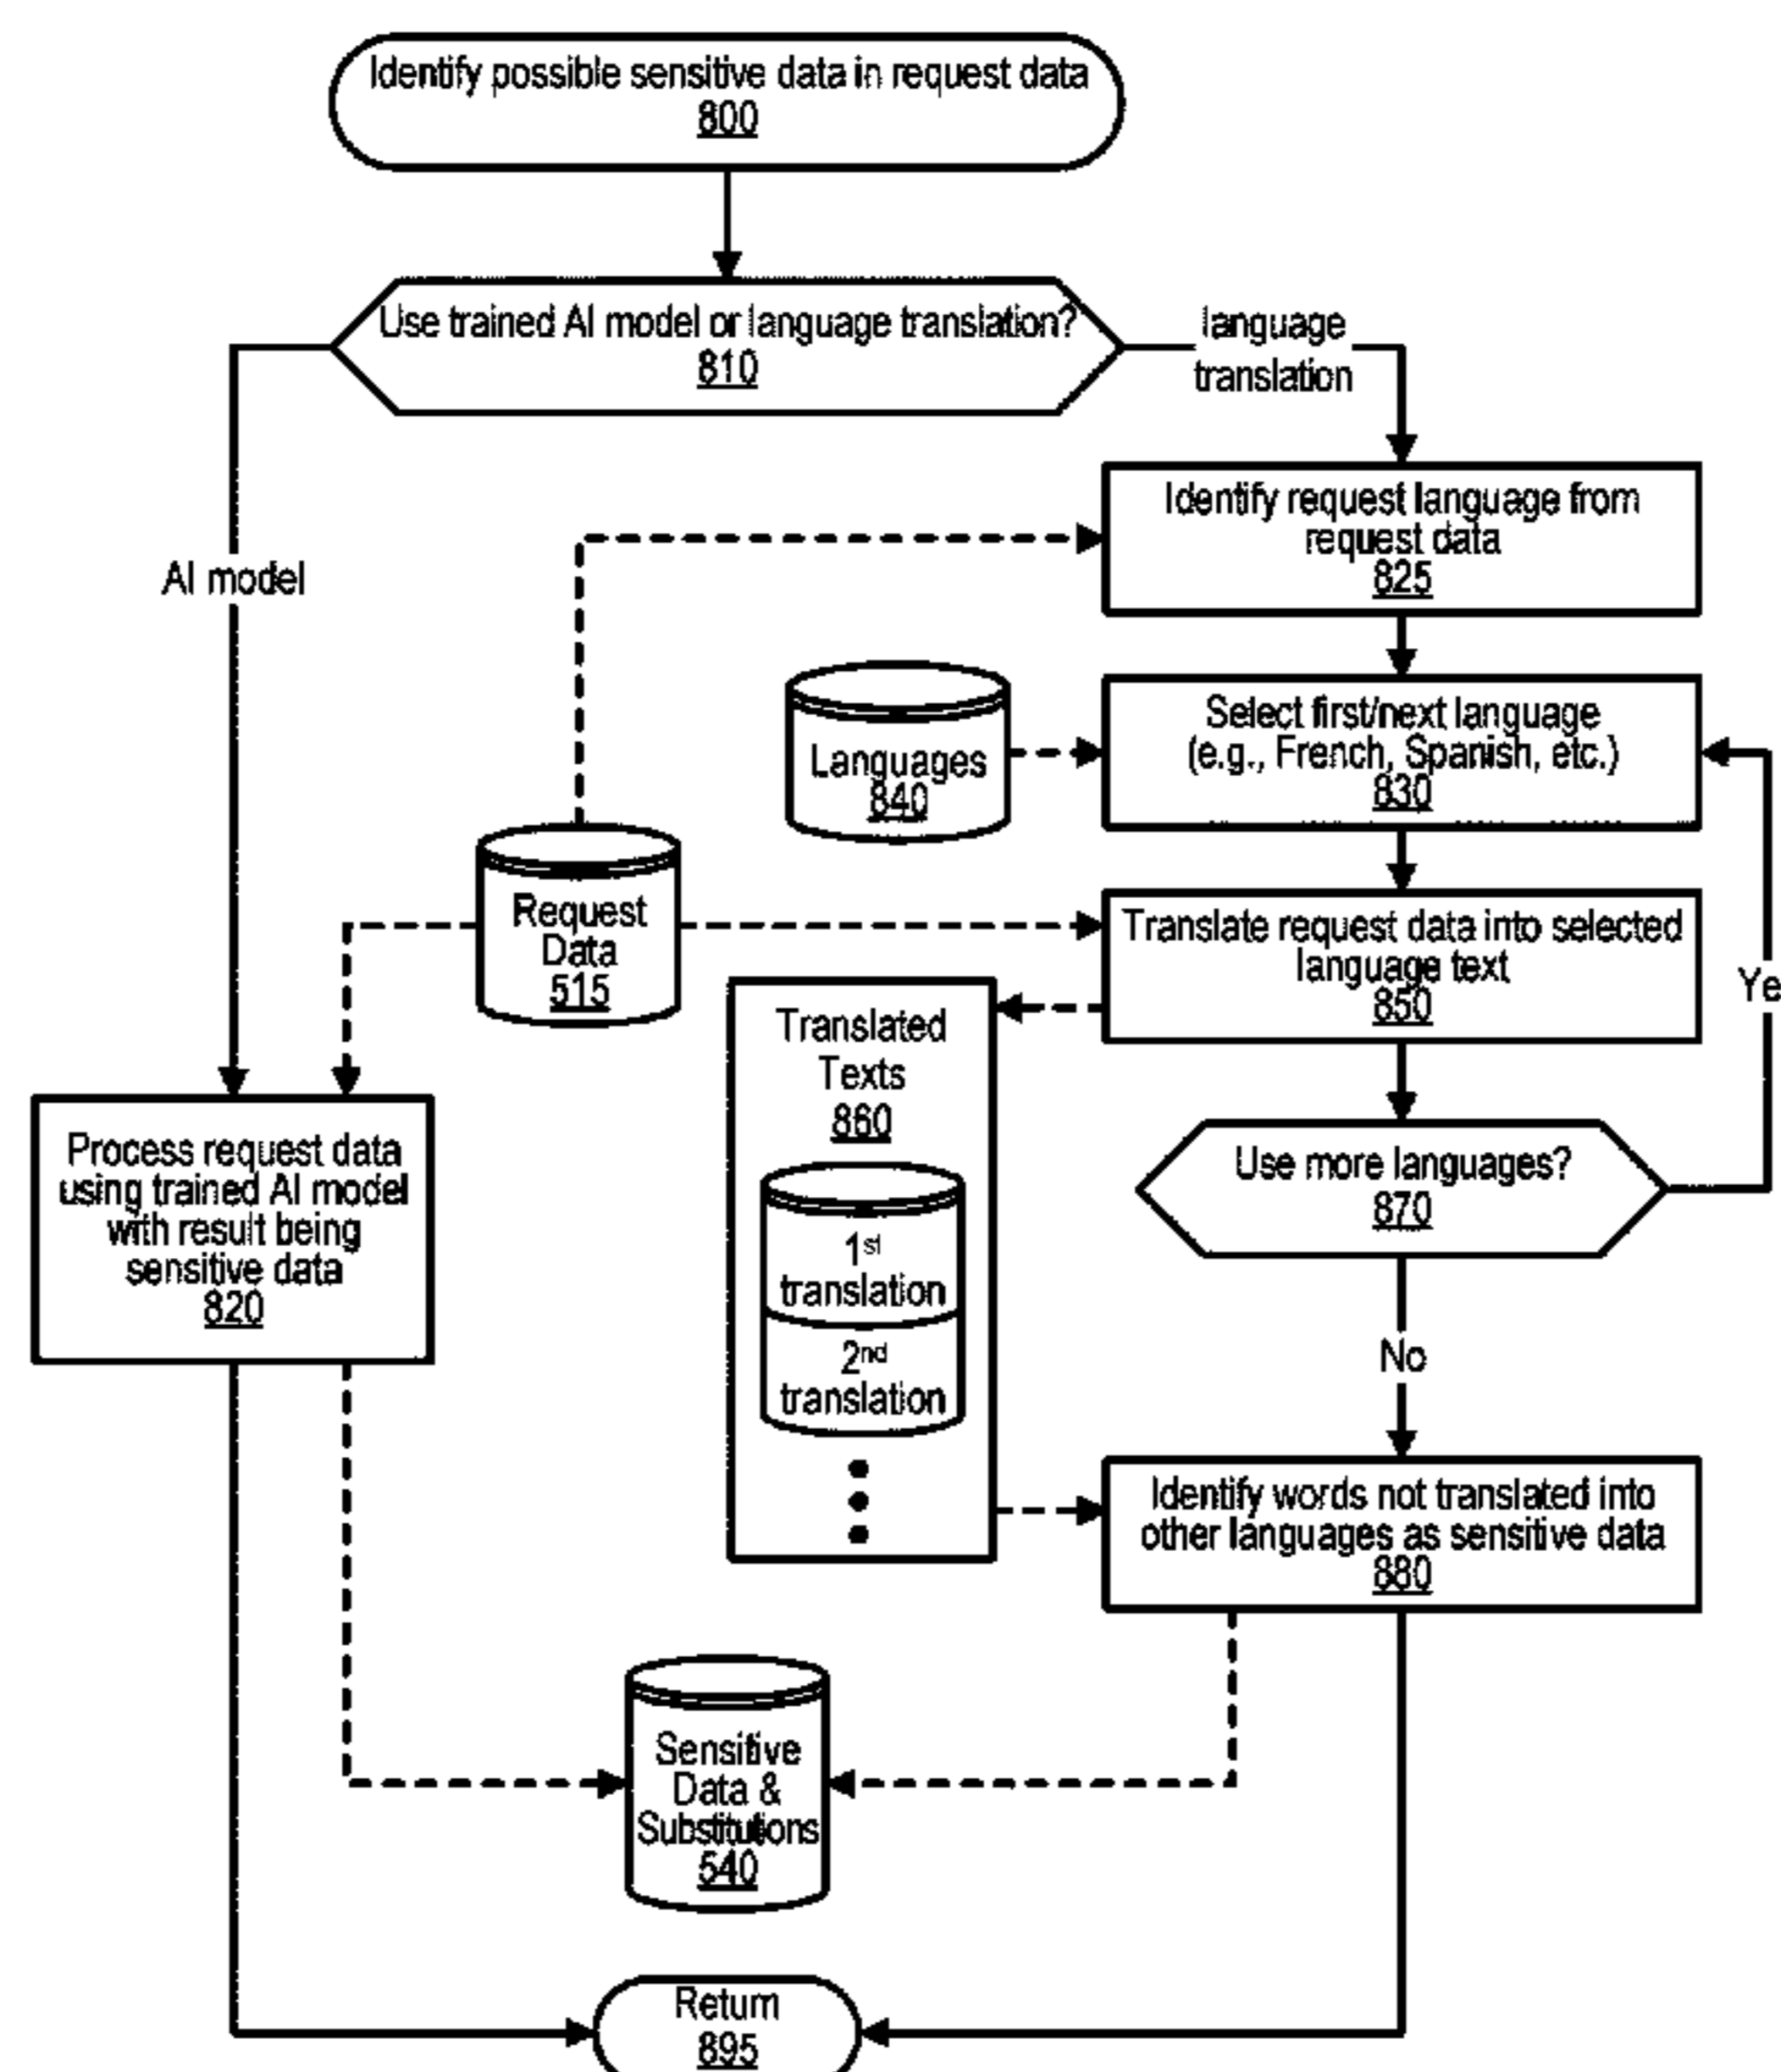 Identify possible sensitive data in request data
800
Use trained AI model or language translation?
810
language
translation
AI model
Identify request language from
request data
825
Select first/next language
(e.g., French, Spanish, etc.)
830
Languages
840
Request
Data
515
Translate request data into selected
language text
850
Ye
Translated
Texts
860
1st
translation
2nd
translation
Process request data
using trained AI model
with result being
sensitive data
820
Use more languages?
870
No
Identify words not translated into
other languages as sensitive data
880
Sensitive
Data &
Substitutions
540
Return
895